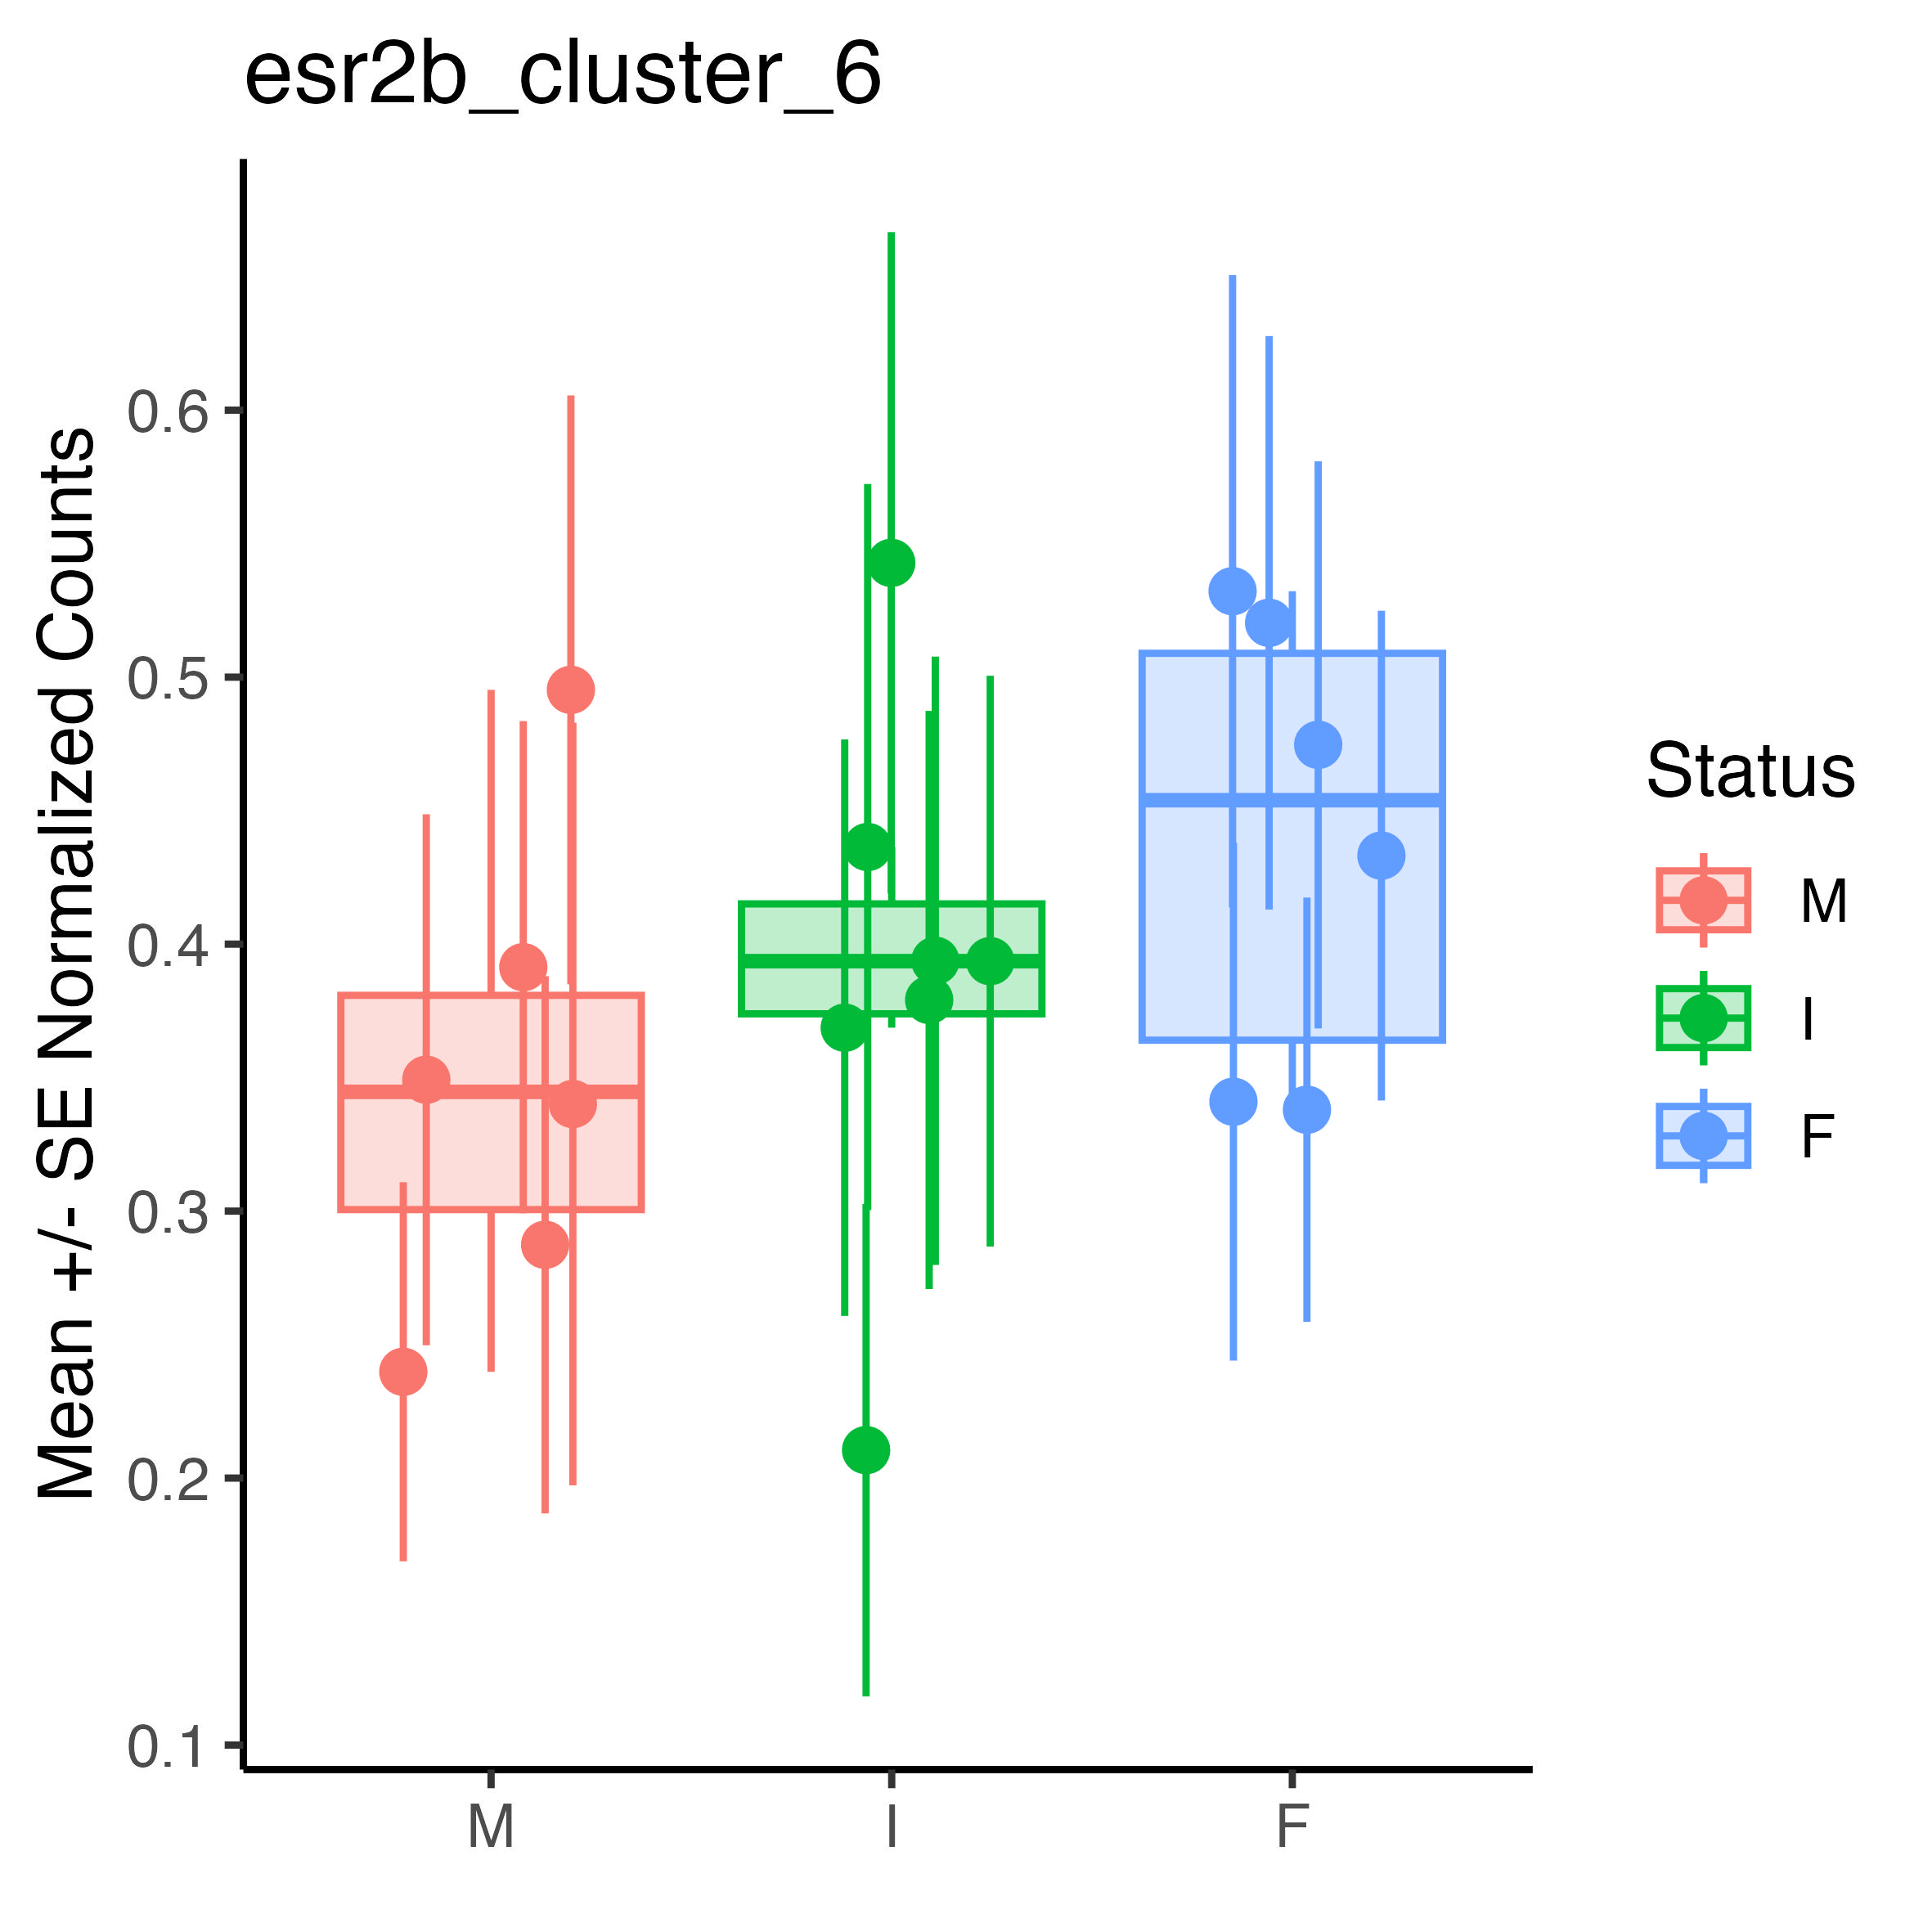 esr2b_cluster_6
Mean +/- SE Normalized Counts
0.6
0.5
0.4
0.3
0.2
0.1
M
I
F
Status
M
I
F